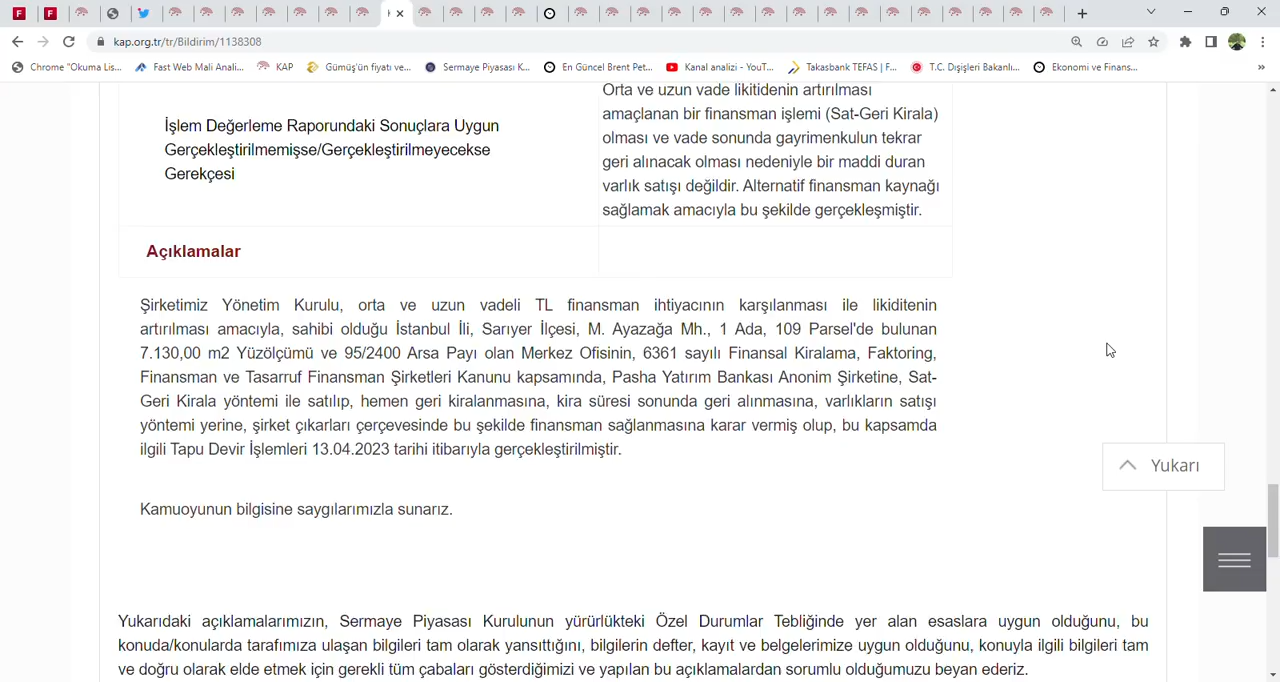 kap.org.tr/tr/Bildirim/1138308
Chrome "Okuma Lis...
Fast Web Mali Anali...
KAP
Gümüş'ün fiyatı ve...
Sermaye Piyasası K...
En Güncel Brent Pet...
Kanal analizi - YouT...
Takasbank TEFAS | F...
T.C. Dışişleri Bakanlı...
Ekonomi ve Finans...
»
İşlem Değerleme Raporundaki Sonuçlara Uygun
Gerçekleştirilmemişse/Gerçekleştirilmeyecekse
Gerekçesi
Orta ve uzun vade likitidenin artırılması
amaçlanan bir finansman işlemi (Sat-Geri Kirala)
olması ve vade sonunda gayrimenkulun tekrar
geri alınacak olması nedeniyle bir maddi duran
varlık satışı değildir. Alternatif finansman kaynağı
sağlamak amacıyla bu şekilde gerçekleşmiştir.
Açıklamalar
Şirketimiz Yönetim Kurulu, orta ve uzun vadeli TL finansman ihtiyacının karşılanması ile likiditenin
artırılması amacıyla, sahibi olduğu İstanbul İli, Sarıyer İlçesi, M. Ayazağa Mh., 1 Ada, 109 Parsel'de bulunan
7.130,00 m2 Yüzölçümü ve 95/2400 Arsa Payı olan Merkez Ofisinin, 6361 sayılı Finansal Kiralama, Faktoring,
Finansman ve Tasarruf Finansman Şirketleri Kanunu kapsamında, Pasha Yatırım Bankası Anonim Şirketine, Sat-
Geri Kirala yöntemi ile satılıp, hemen geri kiralanmasına, kira süresi sonunda geri alınmasına, varlıkların satışı
yöntemi yerine, şirket çıkarları çerçevesinde bu şekilde finansman sağlanmasına karar vermiş olup, bu kapsamda
ilgili Tapu Devir İşlemleri 13.04.2023 tarihi itibarıyla gerçekleştirilmiştir.
Yukarı
Kamuoyunun bilgisine saygılarımızla sunarız.
Yukarıdaki açıklamalarımızın, Sermaye Piyasası Kurulunun yürürlükteki Özel Durumlar Tebliğinde yer alan esaslara uygun olduğunu, bu
konuda/konularda tarafımıza ulaşan bilgileri tam olarak yansıttığını, bilgilerin defter, kayıt ve belgelerimize uygun olduğunu, konuyla ilgili bilgileri tam
ve doğru olarak elde etmek için gerekli tüm çabaları gösterdiğimizi ve yapılan bu açıklamalardan sorumlu olduğumuzu beyan ederiz.